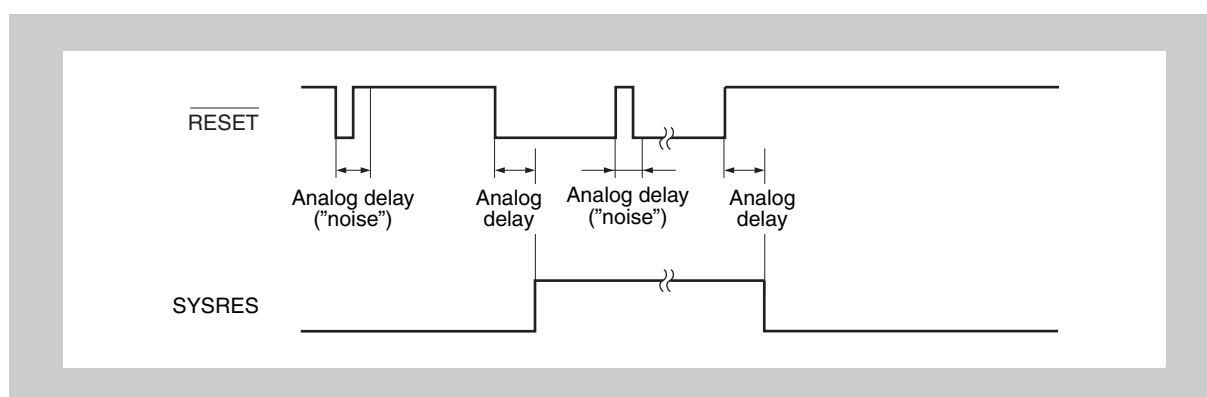 RESET
Analog delay
("noise")
Analog
delay
Analog delay
("noise")
Analog
delay
SYSRES